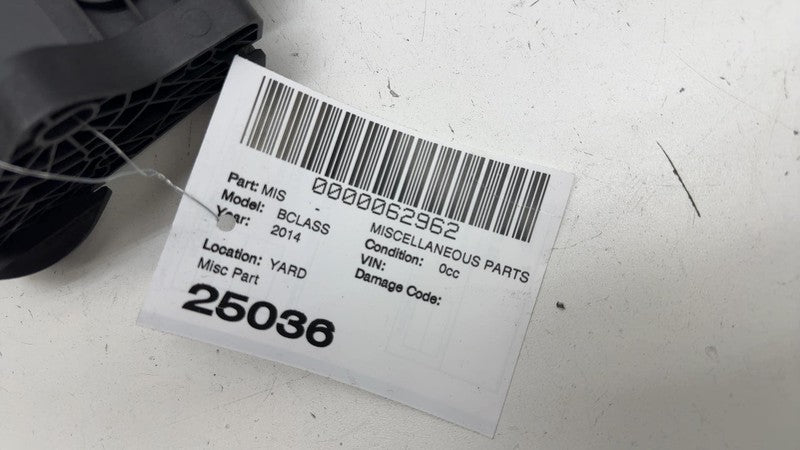 0000062962
Part: MIS - MISCELLANEOUS PARTS
Model: BCLASS Condition: 0cc
Year: 2014 VIN:
Location: YARD Damage Code:
Misc Part
25036